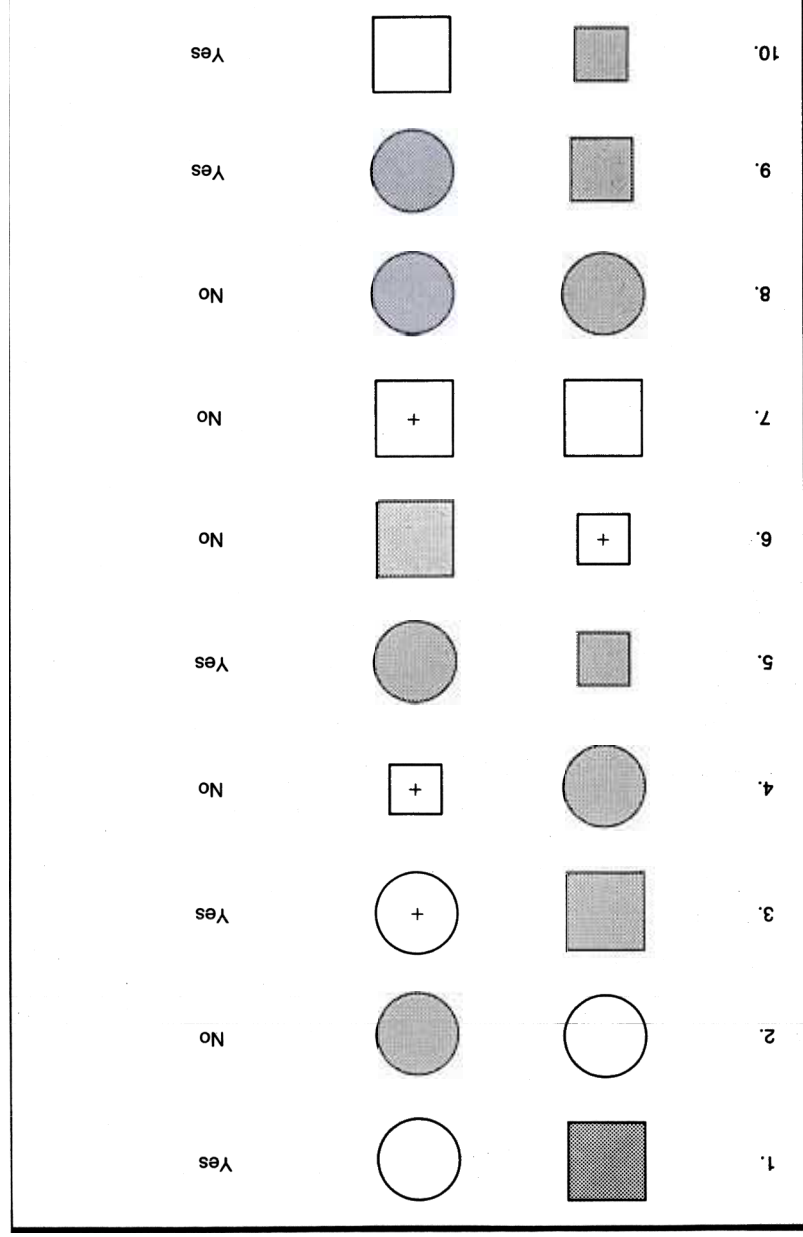 1. Yes
2. No
3. + Yes
4. + No
5. Yes
6. + No
7. + No
8. No
9. Yes
10. Yes